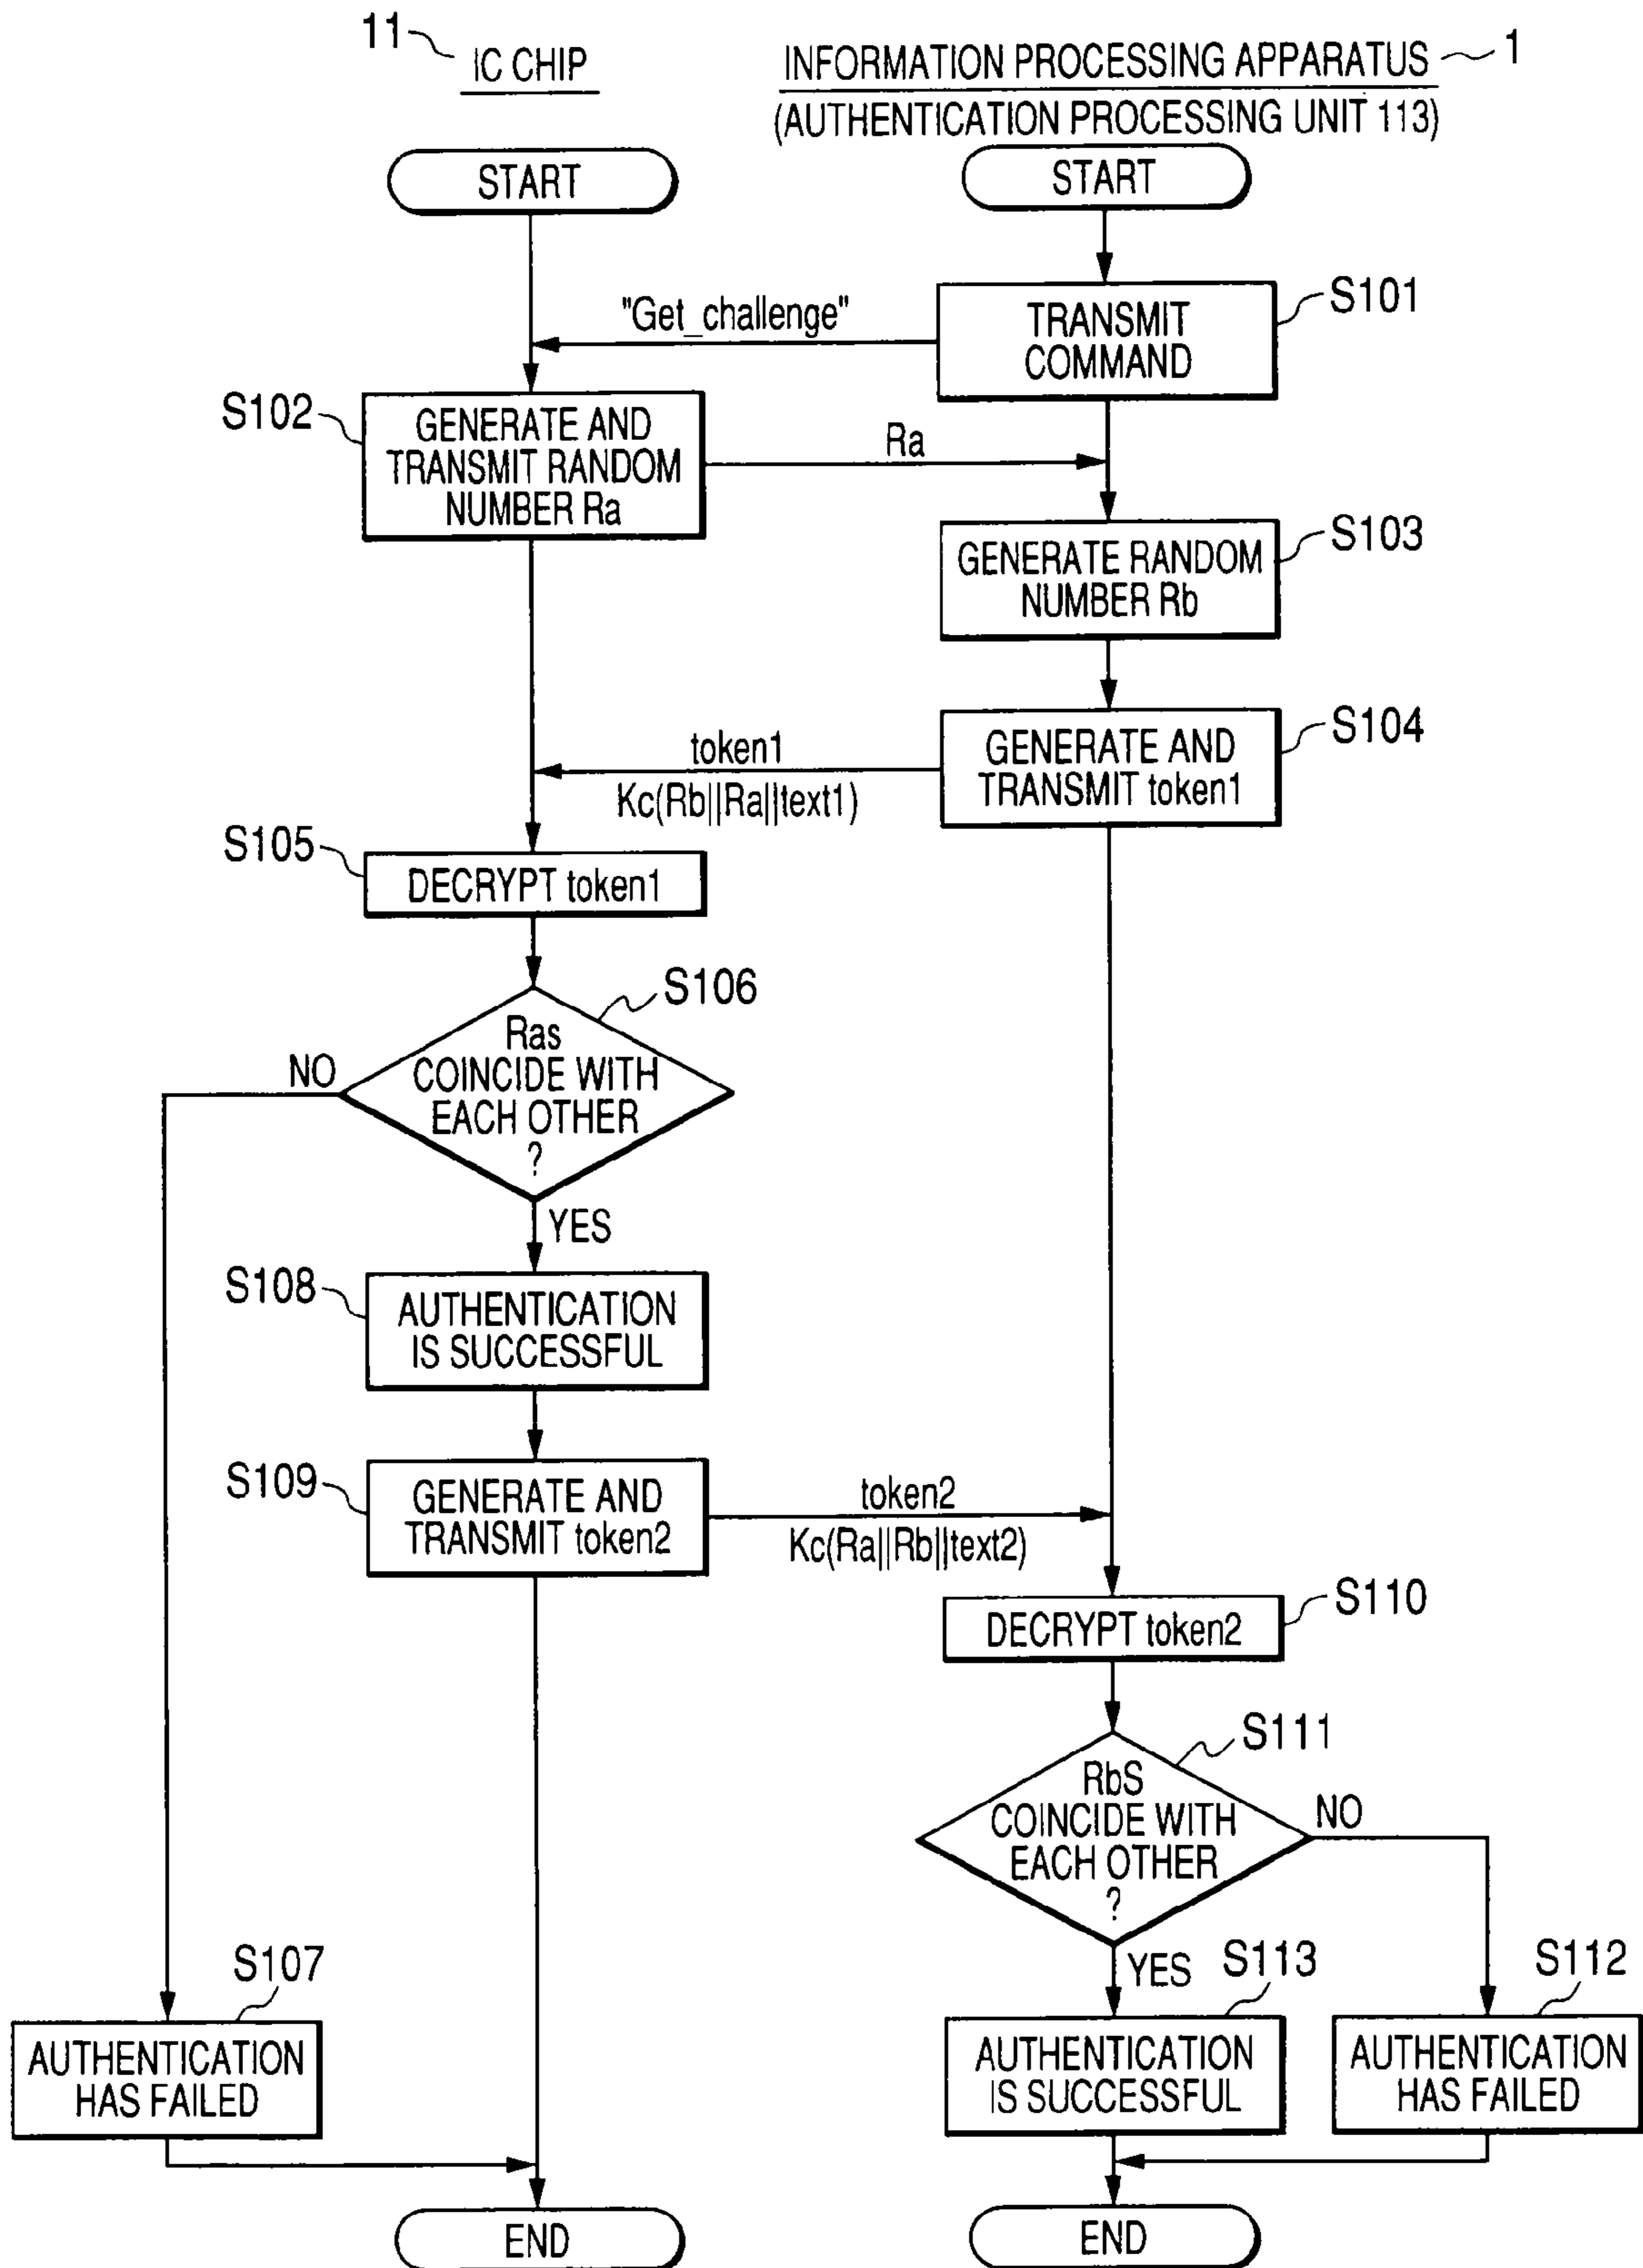 11
IC CHIP
INFORMATION PROCESSING APPARATUS
1
(AUTHENTICATION PROCESSING UNIT 113)
START
START
"Get_challenge"
TRANSMIT
COMMAND
S101
S102
GENERATE AND
TRANSMIT RANDOM
NUMBER Ra
Ra
GENERATE RANDOM
NUMBER Rb
S103
token1
Kc(Rb||Ra||text1)
GENERATE AND
TRANSMIT token1
S104
S105
DECRYPT token1
S106
Ras
COINCIDE WITH
EACH OTHER
?
NO
YES
S108
AUTHENTICATION
IS SUCCESSFUL
S109
GENERATE AND
TRANSMIT token2
token2
Kc(Ra||Rb||text2)
S110
DECRYPT token2
S111
RbS
COINCIDE WITH
EACH OTHER
?
NO
YES
S107
AUTHENTICATION
HAS FAILED
S113
AUTHENTICATION
IS SUCCESSFUL
S112
AUTHENTICATION
HAS FAILED
END
END